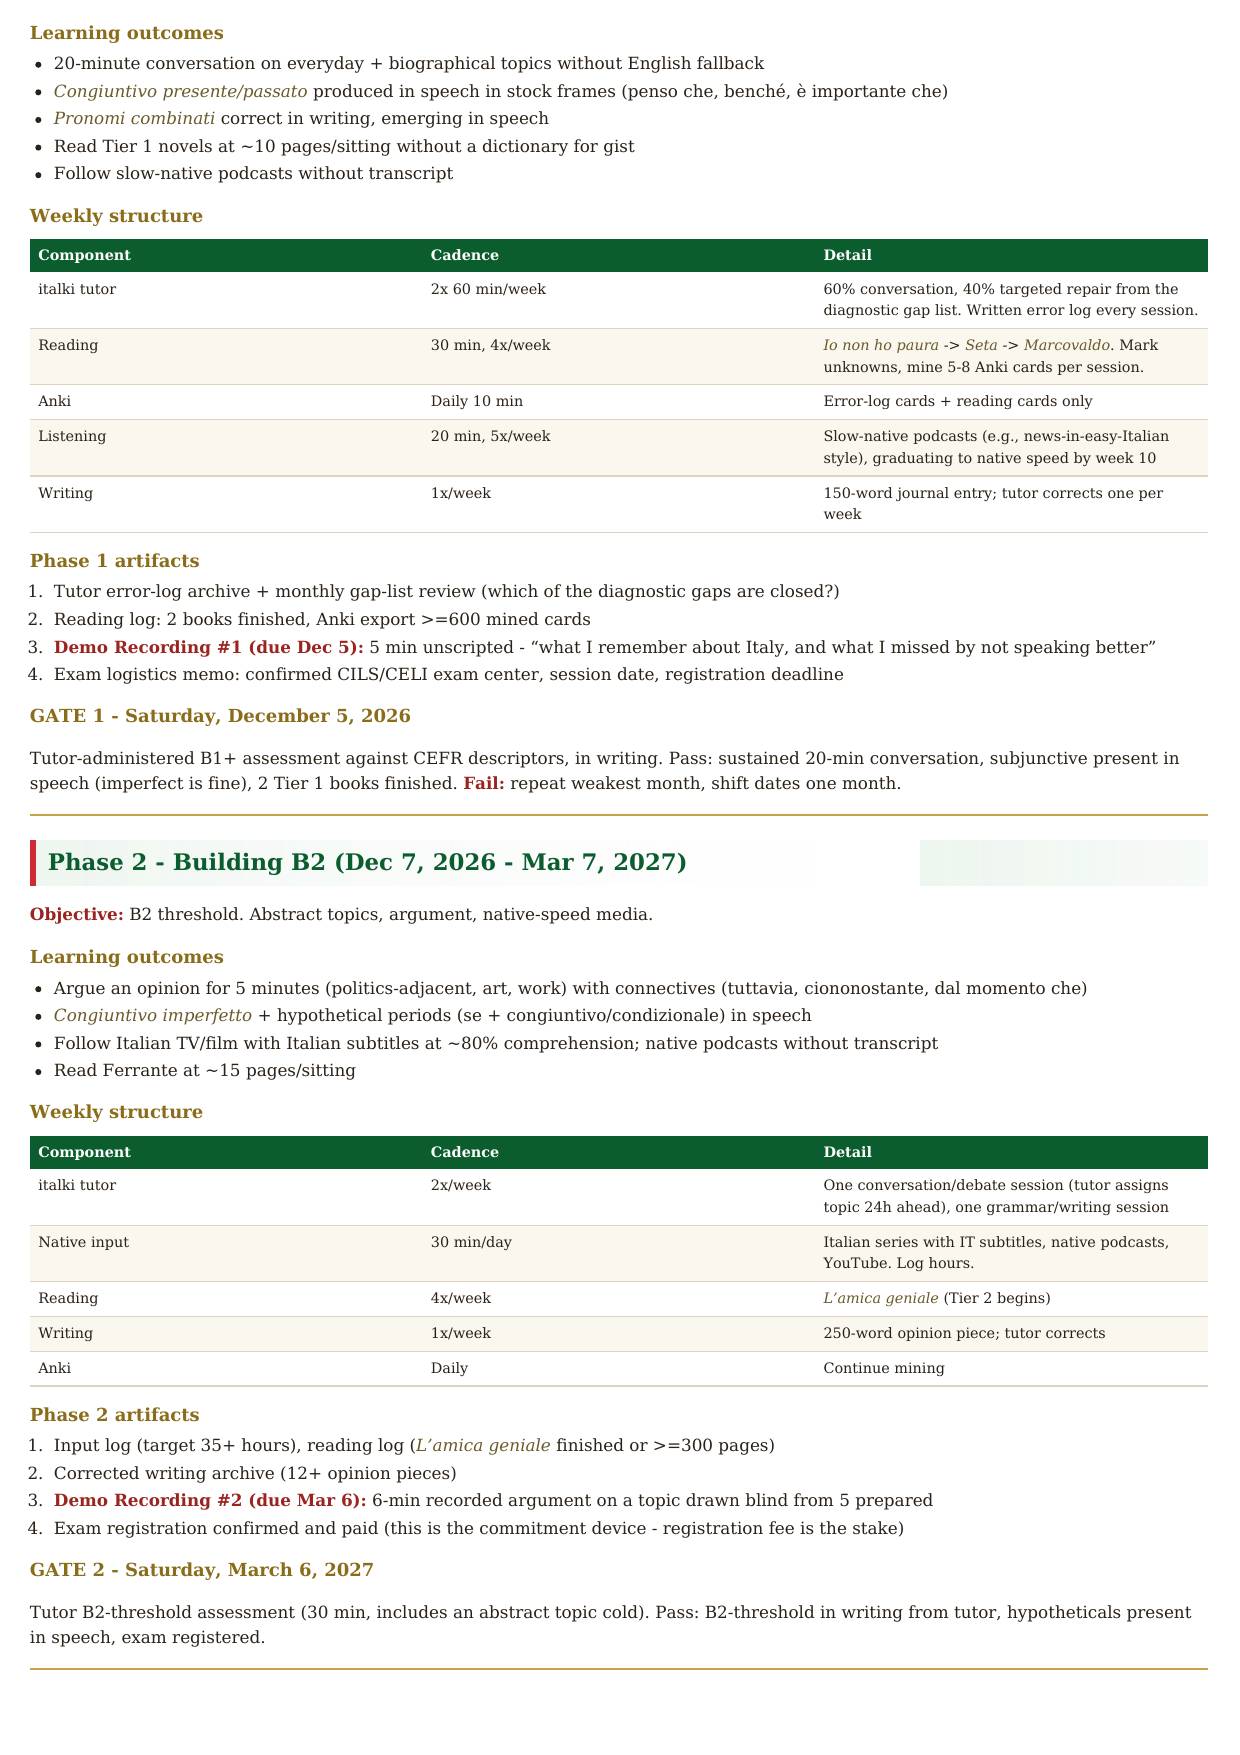 Learning outcomes
• 20-minute conversation on everyday + biographical topics without English fallback
• Congiuntivo presente/passato produced in speech in stock frames (penso che, benché, è importante che)
• Pronomi combinati correct in writing, emerging in speech
• Read Tier 1 novels at ~10 pages/sitting without a dictionary for gist
• Follow slow-native podcasts without transcript
Weekly structure
Component Cadence Detail
italki tutor 2x 60 min/week 60% conversation, 40% targeted repair from the
diagnostic gap list. Written error log every session.
Reading 30 min, 4x/week Io non ho paura -> Seta -> Marcovaldo. Mark
unknowns, mine 5-8 Anki cards per session.
Anki Daily 10 min Error-log cards + reading cards only
Listening 20 min, 5x/week Slow-native podcasts (e.g., news-in-easy-Italian
style), graduating to native speed by week 10
Writing 1x/week 150-word journal entry; tutor corrects one per
week
Phase 1 artifacts
1. Tutor error-log archive + monthly gap-list review (which of the diagnostic gaps are closed?)
2. Reading log: 2 books finished, Anki export >=600 mined cards
3. Demo Recording #1 (due Dec 5): 5 min unscripted - “what I remember about Italy, and what I missed by not speaking better”
4. Exam logistics memo: confirmed CILS/CELI exam center, session date, registration deadline
GATE 1 - Saturday, December 5, 2026
Tutor-administered B1+ assessment against CEFR descriptors, in writing. Pass: sustained 20-min conversation, subjunctive present in
speech (imperfect is fine), 2 Tier 1 books finished. Fail: repeat weakest month, shift dates one month.
Phase 2 - Building B2 (Dec 7, 2026 - Mar 7, 2027)
Objective: B2 threshold. Abstract topics, argument, native-speed media.
Learning outcomes
• Argue an opinion for 5 minutes (politics-adjacent, art, work) with connectives (tuttavia, ciononostante, dal momento che)
• Congiuntivo imperfetto + hypothetical periods (se + congiuntivo/condizionale) in speech
• Follow Italian TV/film with Italian subtitles at ~80% comprehension; native podcasts without transcript
• Read Ferrante at ~15 pages/sitting
Weekly structure
Component Cadence Detail
italki tutor 2x/week One conversation/debate session (tutor assigns
topic 24h ahead), one grammar/writing session
Native input 30 min/day Italian series with IT subtitles, native podcasts,
YouTube. Log hours.
Reading 4x/week L’amica geniale (Tier 2 begins)
Writing 1x/week 250-word opinion piece; tutor corrects
Anki Daily Continue mining
Phase 2 artifacts
1. Input log (target 35+ hours), reading log (L’amica geniale finished or >=300 pages)
2. Corrected writing archive (12+ opinion pieces)
3. Demo Recording #2 (due Mar 6): 6-min recorded argument on a topic drawn blind from 5 prepared
4. Exam registration confirmed and paid (this is the commitment device - registration fee is the stake)
GATE 2 - Saturday, March 6, 2027
Tutor B2-threshold assessment (30 min, includes an abstract topic cold). Pass: B2-threshold in writing from tutor, hypotheticals present
in speech, exam registered.